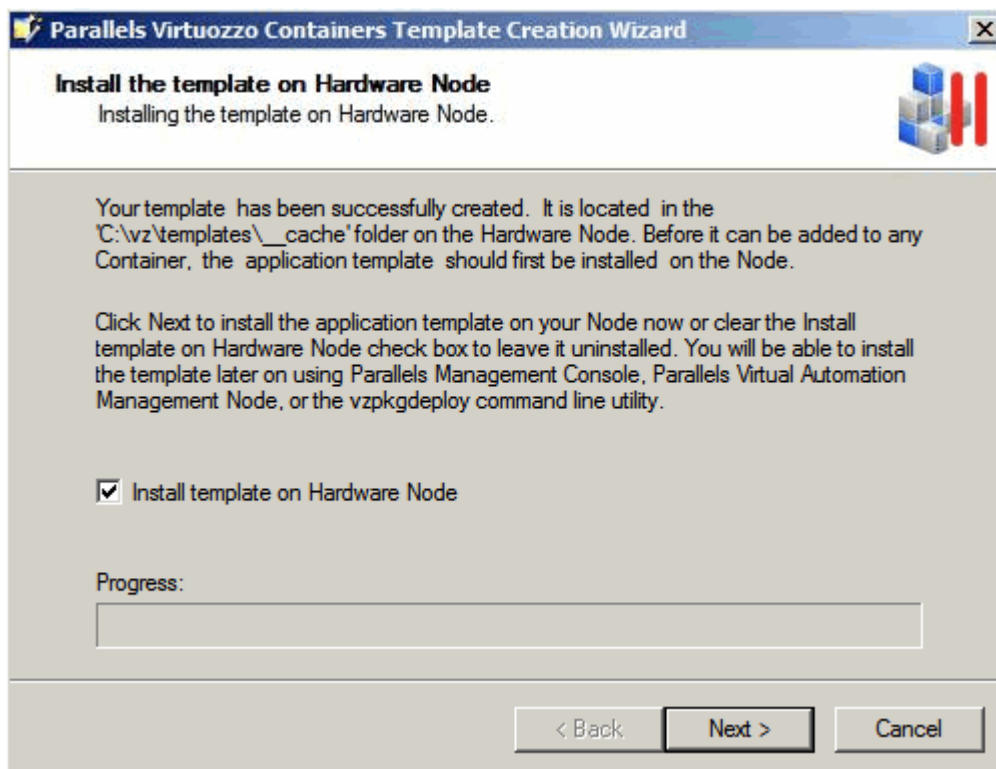 Parallels Virtuozzo Containers Template Creation Wizard
Install the template on Hardware Node
Installing the template on Hardware Node.
Your template has been successfully created. It is located in the
'C:\vz\templates\__cache' folder on the Hardware Node. Before it can be added to any
Container, the application template should first be installed on the Node.
Click Next to install the application template on your Node now or clear the Install
template on Hardware Node check box to leave it uninstalled. You will be able to install
the template later on using Parallels Management Console, Parallels Virtual Automation
Management Node, or the vzpkgdeploy command line utility.
Install template on Hardware Node
Progress:
< Back
Next >
Cancel